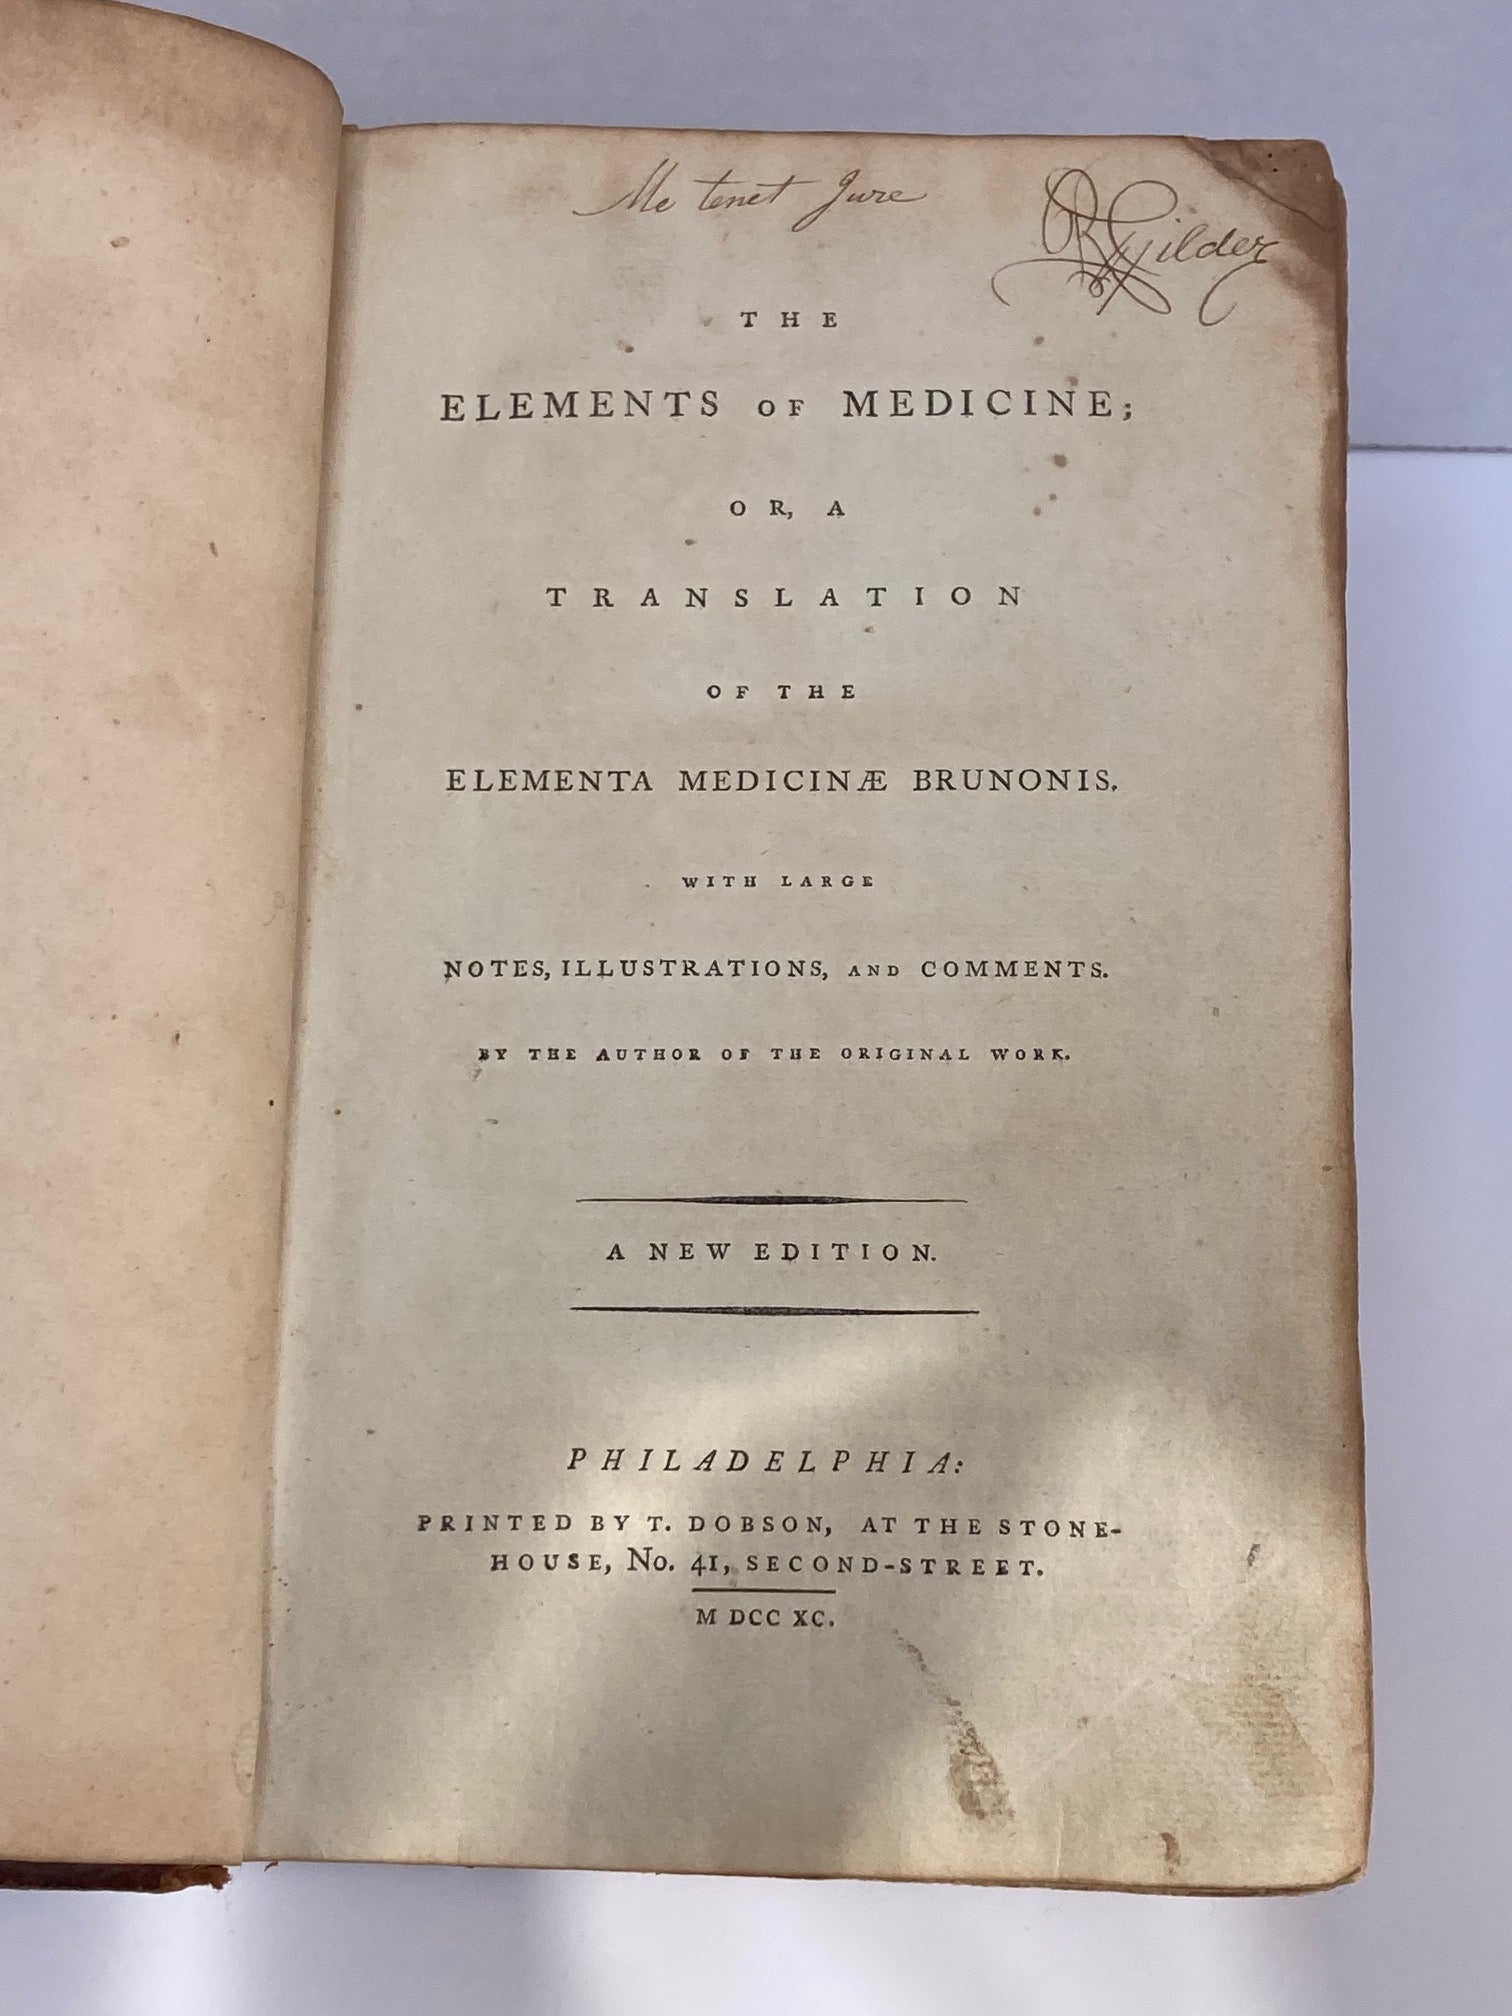 Me tenet Jure
R Gilder
THE
ELEMENTS OF MEDICINE;
OR, A
TRANSLATION
OF THE
ELEMENTA MEDICINÆ BRUNONIS.
WITH LARGE
NOTES, ILLUSTRATIONS, AND COMMENTS.
BY THE AUTHOR OF THE ORIGINAL WORK.
A NEW EDITION.
PHILADELPHIA:
PRINTED BY T. DOBSON, AT THE STONE-
HOUSE, No. 41, SECOND-STREET.
M DCC XC.